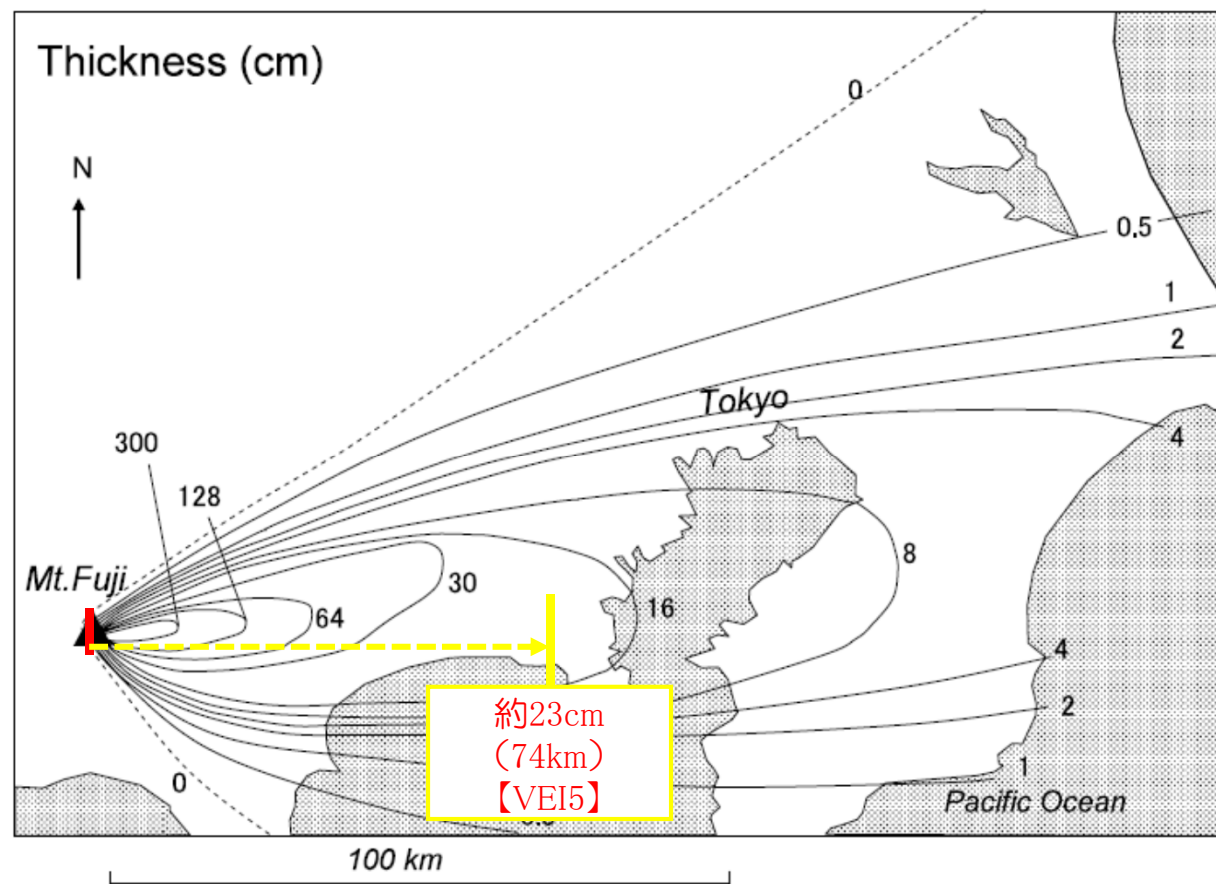 Thickness (cm)
0
N
0.5
1
2
Tokyo
4
300
128
8
Mt.Fuji
30
64
16
4
約23cm
(74km)
【VEI5】
2
0
1
Pacific Ocean
100 km